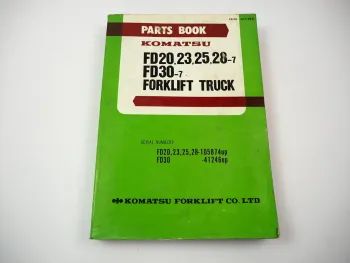 PARTS BOOK
KOMATSU
FD20,23,25,28-7
FD30-7
FORKLIFT TRUCK
SERIAL NUMBERS
FD20,23,25,28-105874up
FD30 -41246up
KOMATSU FORKLIFT CO. LTD